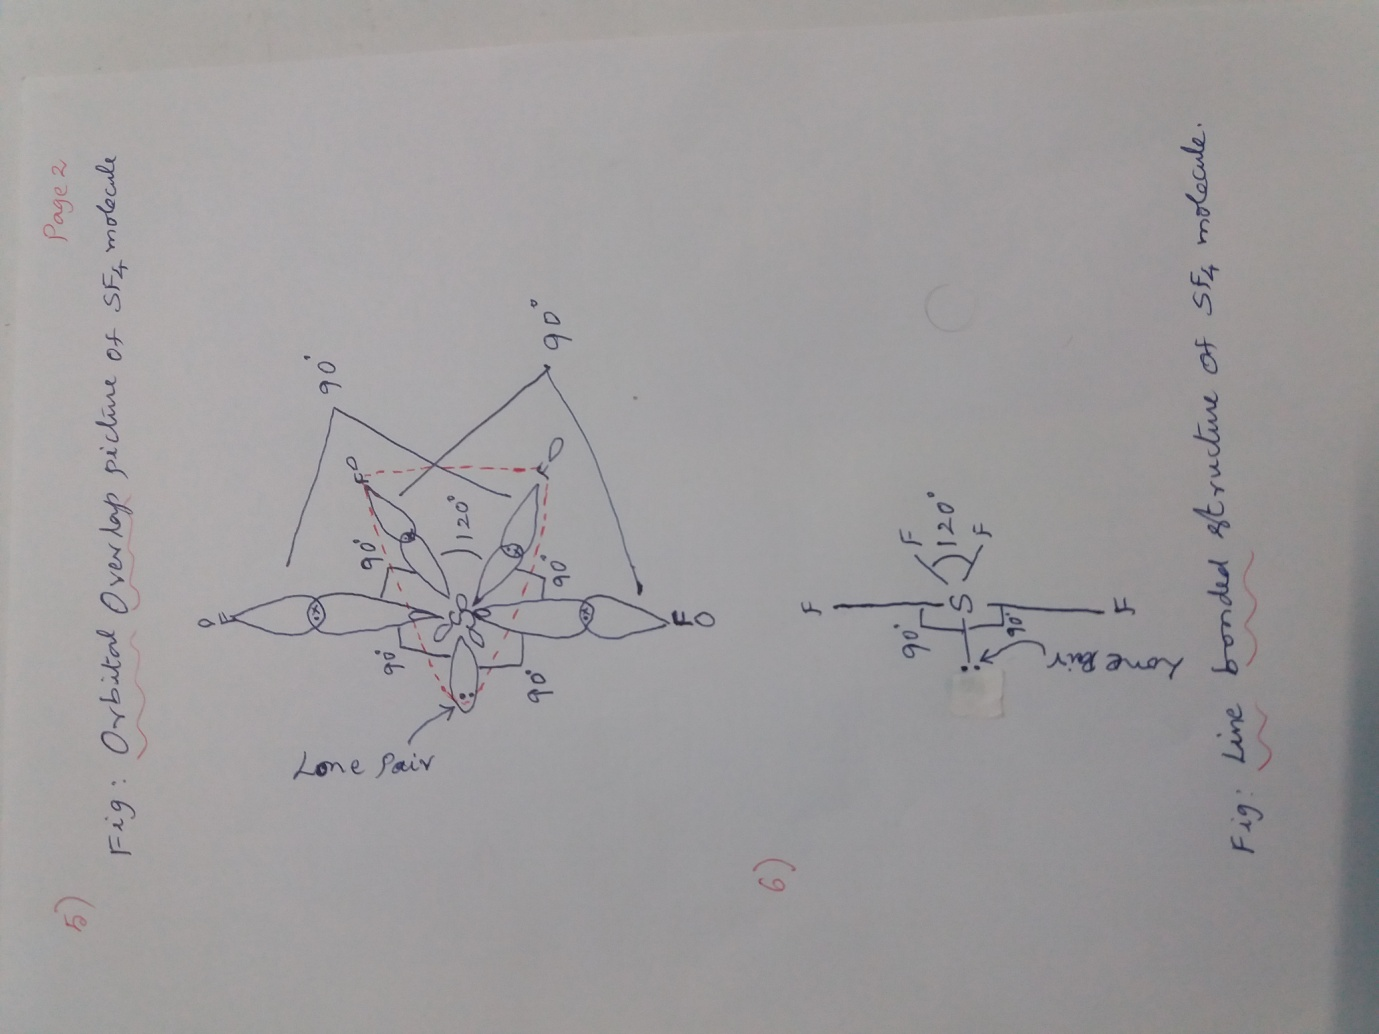 Page 2
5)
Fig: Orbital Overlap picture of SF4 molecule
Lone Pair
90°
90°
90°
90°
120°
90°
90°
F
F
F
F
6)
F
F
F
F
S
120°
90°
90°
Lone Pair
Fig: Line bonded structure of SF4 molecule.